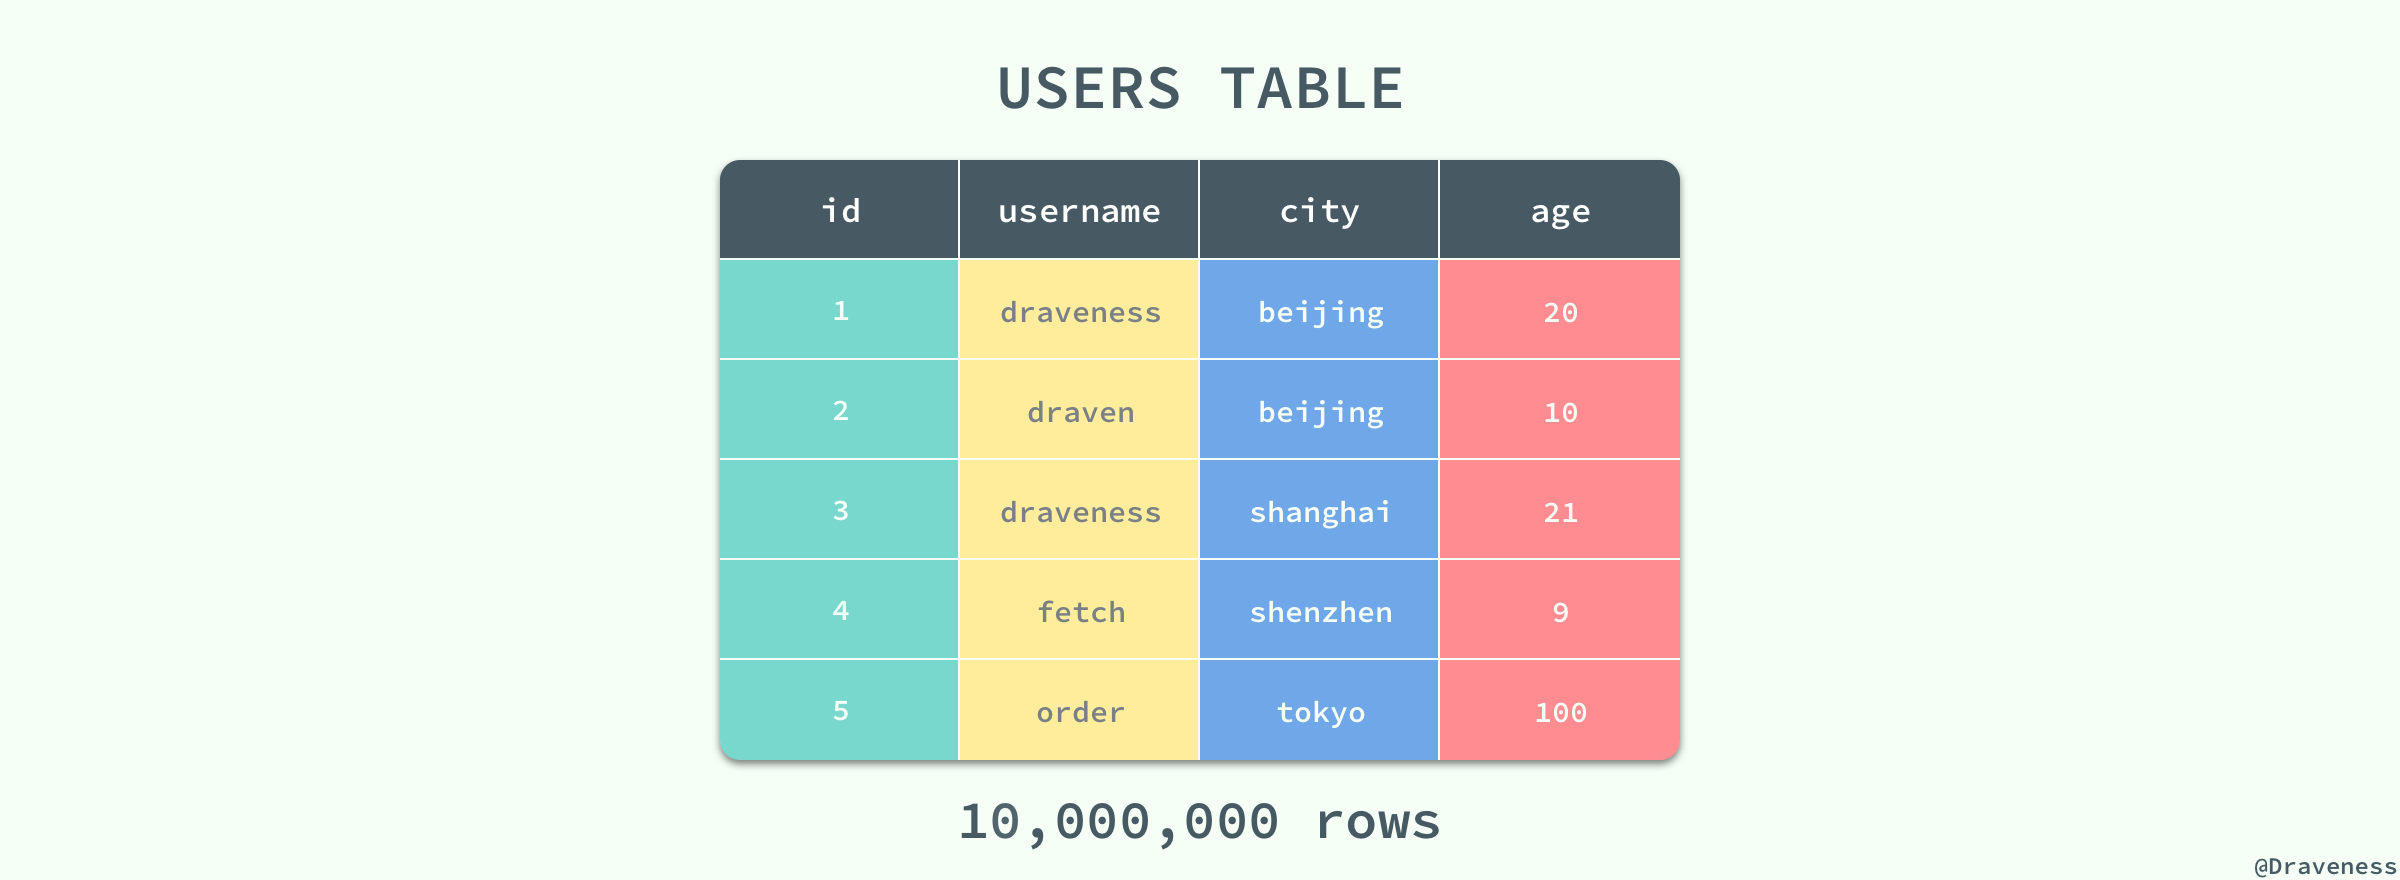 USERS TABLE
id username city age
1 draveness beijing 20
2 draven beijing 10
3 draveness shanghai 21
4 fetch shenzhen 9
5 order tokyo 100
10,000,000 rows
@Draveness